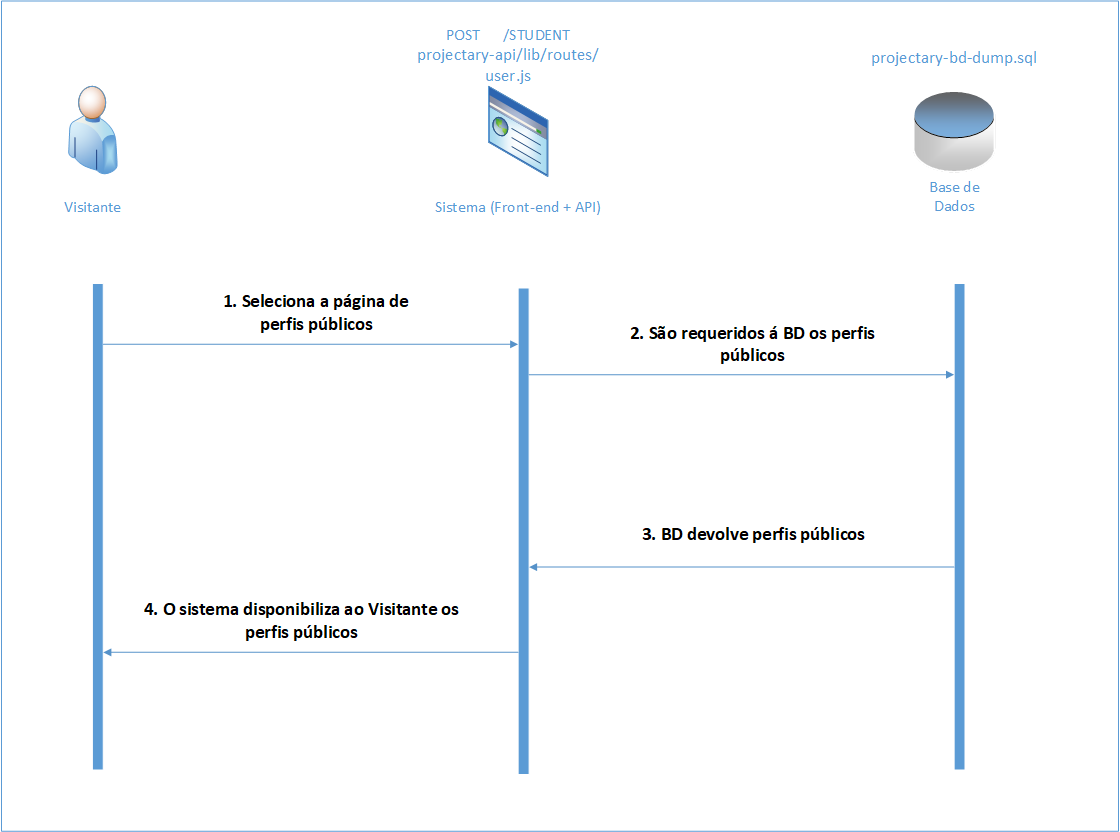 POST /STUDENT
projectary-api/lib/routes/
user.js
projectary-bd-dump.sql
Visitante
Sistema (Front-end + API)
Base de
Dados
1. Seleciona a página de
perfis públicos
2. São requeridos á BD os perfis
públicos
3. BD devolve perfis públicos
4. O sistema disponibiliza ao Visitante os
perfis públicos